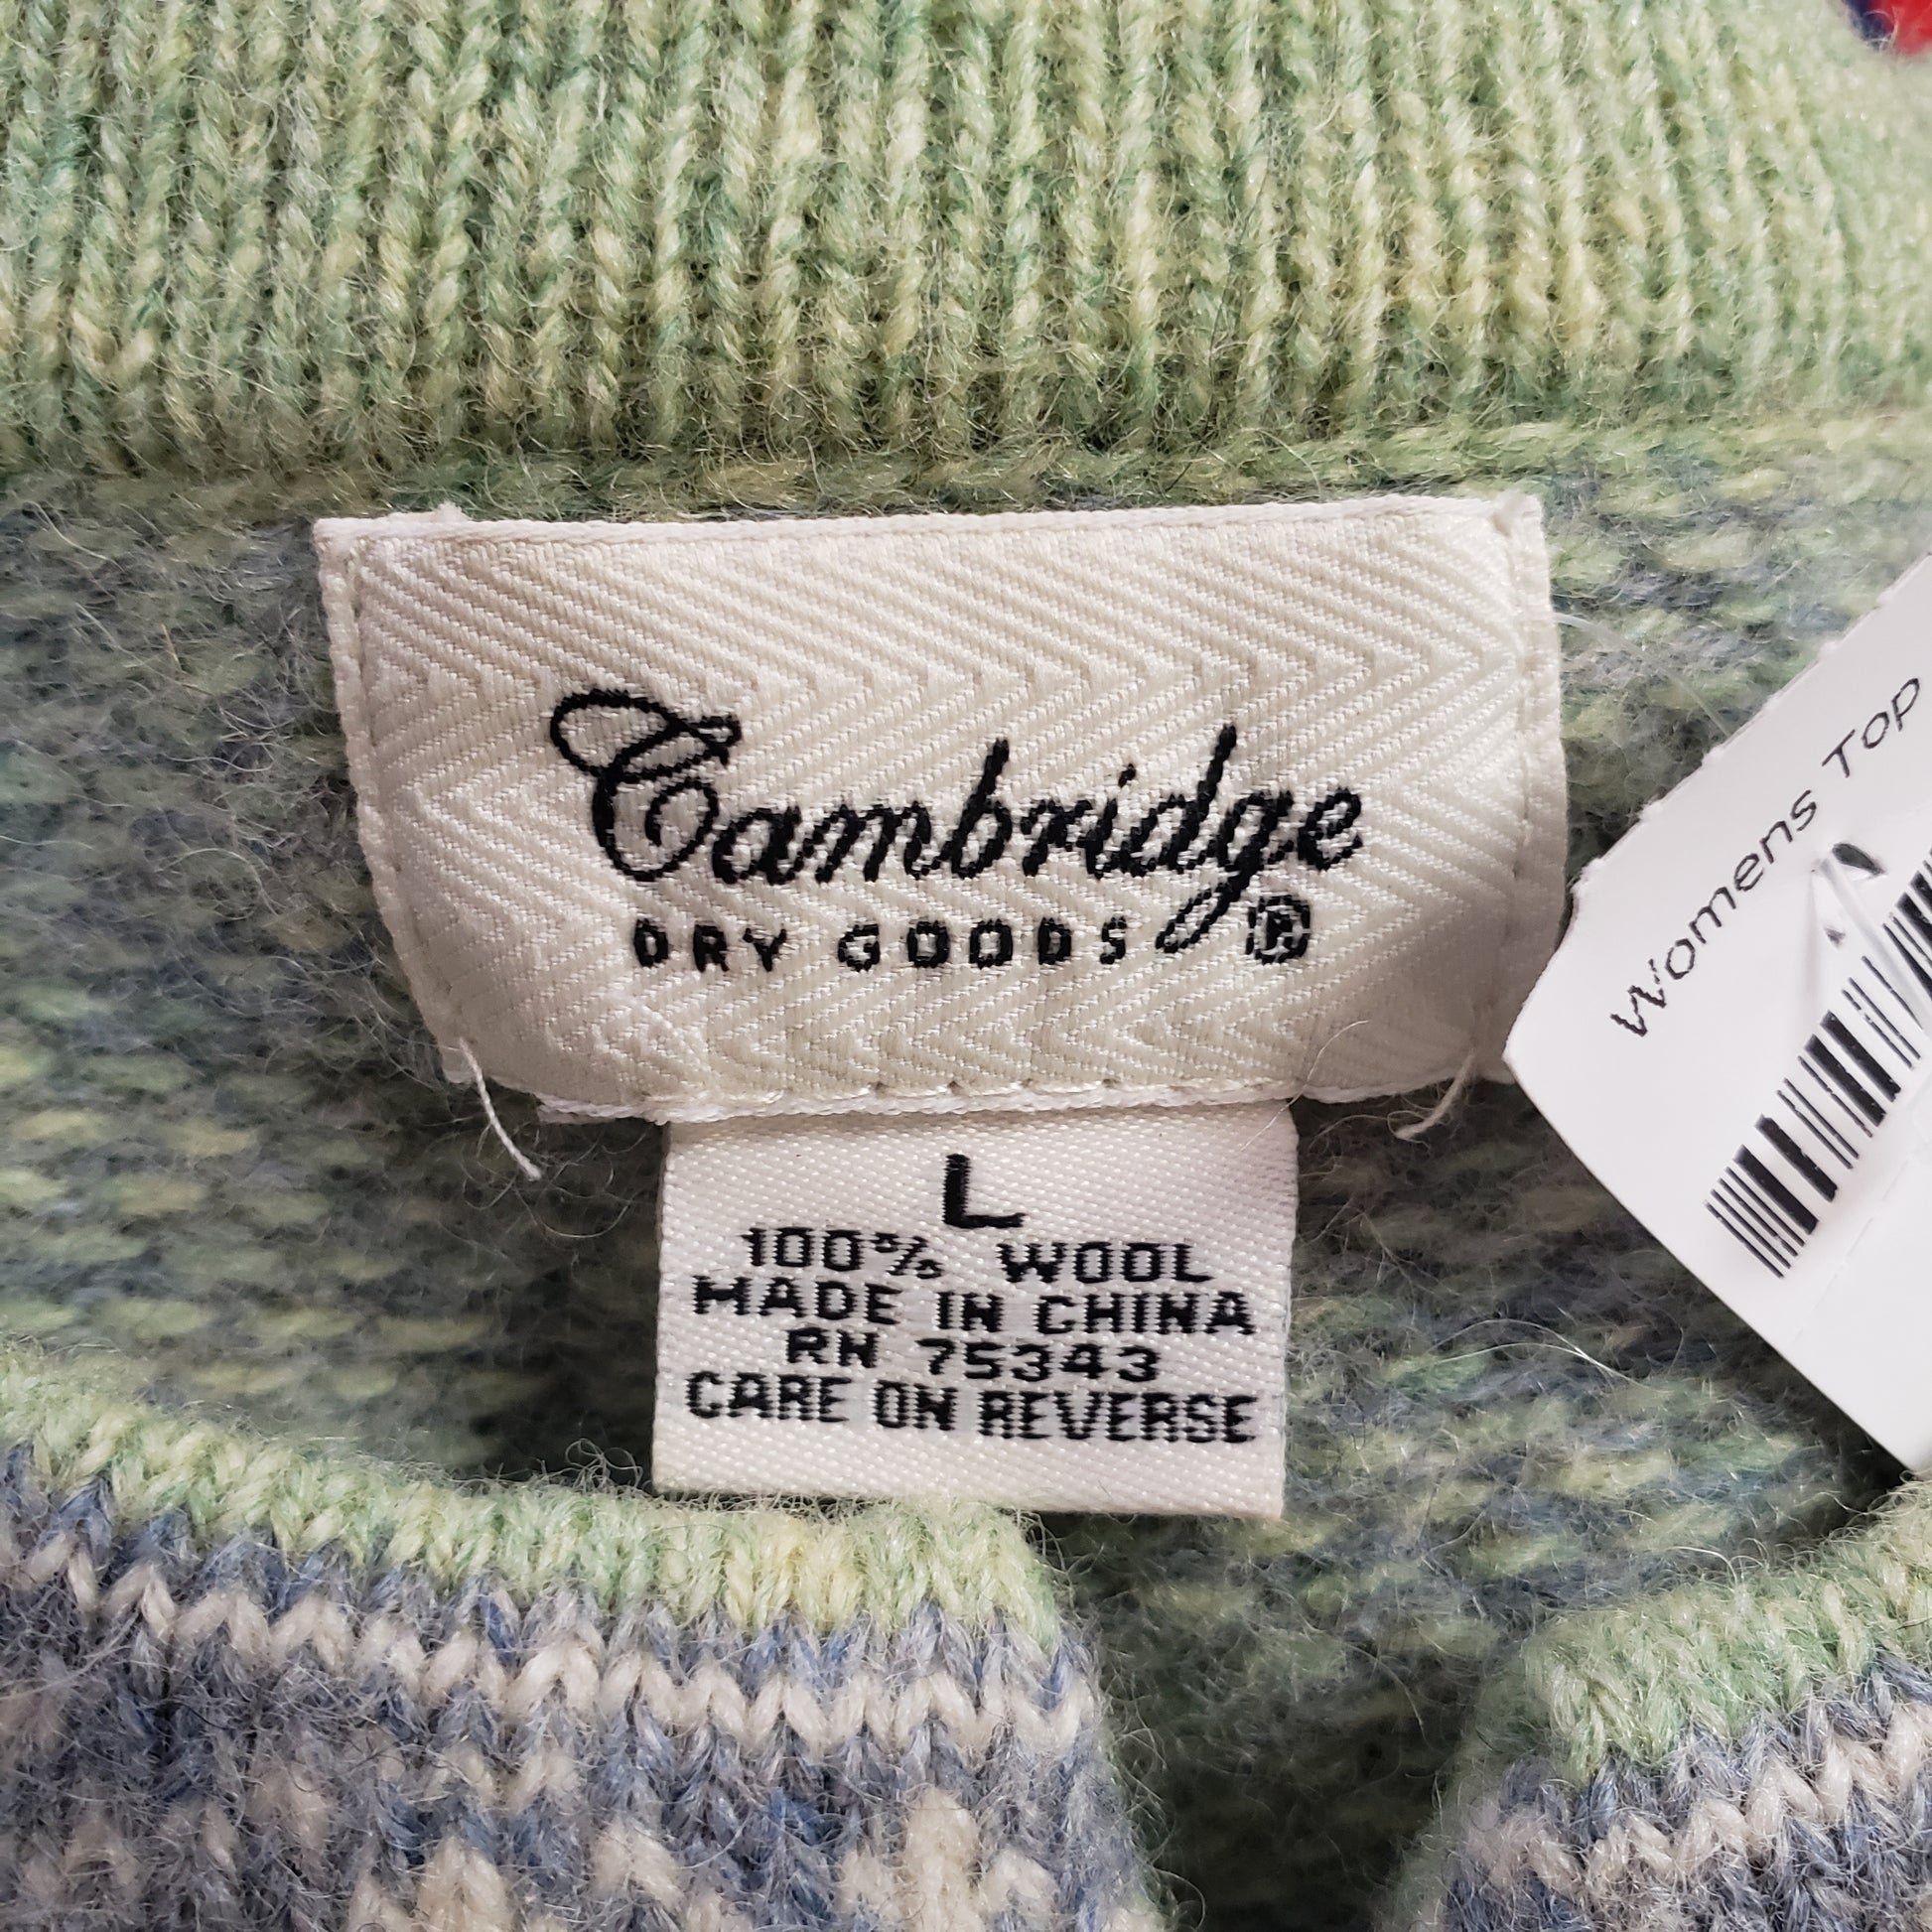 Cambridge
DRY GOODS ®
L
100% WOOL
MADE IN CHINA
RN 75343
CARE ON REVERSE
Womens Top